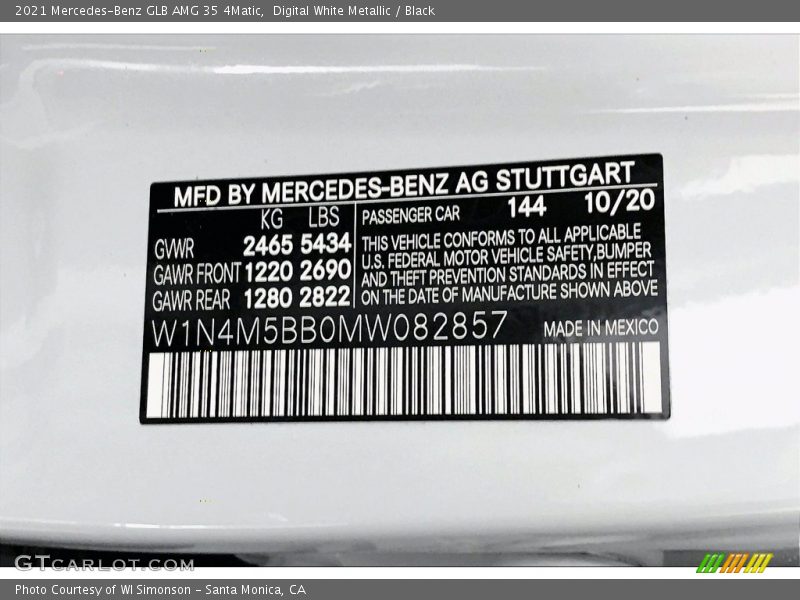 2021 Mercedes-Benz GLB AMG 35 4Matic, Digital White Metallic / Black
MFD BY MERCEDES-BENZ AG STUTTGART
KG LBS PASSENGER CAR 144 10/20
GVWR 2465 5434
GAWR FRONT 1220 2690
GAWR REAR 1280 2822
THIS VEHICLE CONFORMS TO ALL APPLICABLE
U.S. FEDERAL MOTOR VEHICLE SAFETY, BUMPER
AND THEFT PREVENTION STANDARDS IN EFFECT
ON THE DATE OF MANUFACTURE SHOWN ABOVE
W1N4M5BB0MW082857 MADE IN MEXICO
GTCARLOT.COM
Photo Courtesy of WI Simonson - Santa Monica, CA